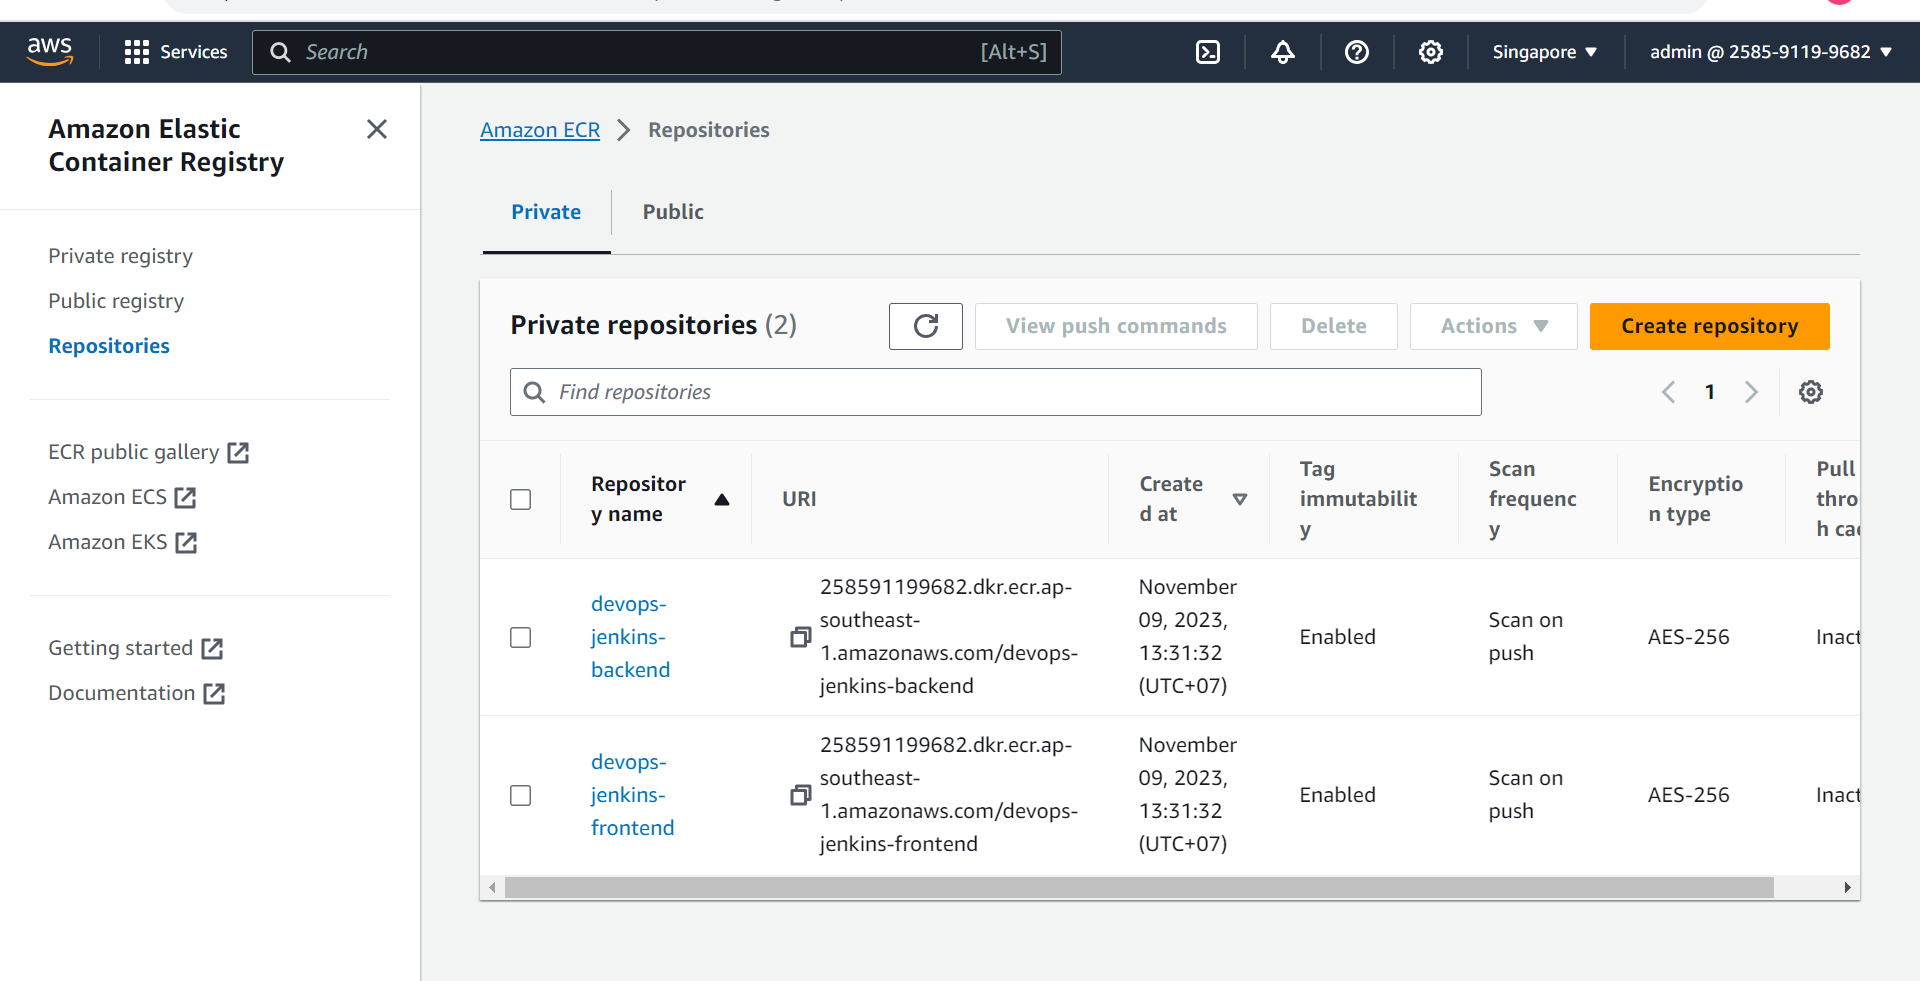 aws
Services
Search
[Alt+S]
Singapore
admin @ 2585-9119-9682
Amazon Elastic
Container Registry
Private registry
Public registry
Repositories
ECR public gallery
Amazon ECS
Amazon EKS
Getting started
Documentation
Amazon ECR
Repositories
Private
Public
Private repositories (2)
View push commands
Delete
Actions
Create repository
Find repositories
1
Repositor
y name
URI
Create
d at
Tag
immutabilit
y
Scan
frequenc
y
Encryptio
n type
Pull
thro
h cac
devops-
jenkins-
backend
258591199682.dkr.ecr.ap-
southeast-
1.amazonaws.com/devops-
jenkins-backend
November
09, 2023,
13:31:32
(UTC+07)
Enabled
Scan on
push
AES-256
Inact
devops-
jenkins-
frontend
258591199682.dkr.ecr.ap-
southeast-
1.amazonaws.com/devops-
jenkins-frontend
November
09, 2023,
13:31:32
(UTC+07)
Enabled
Scan on
push
AES-256
Inact